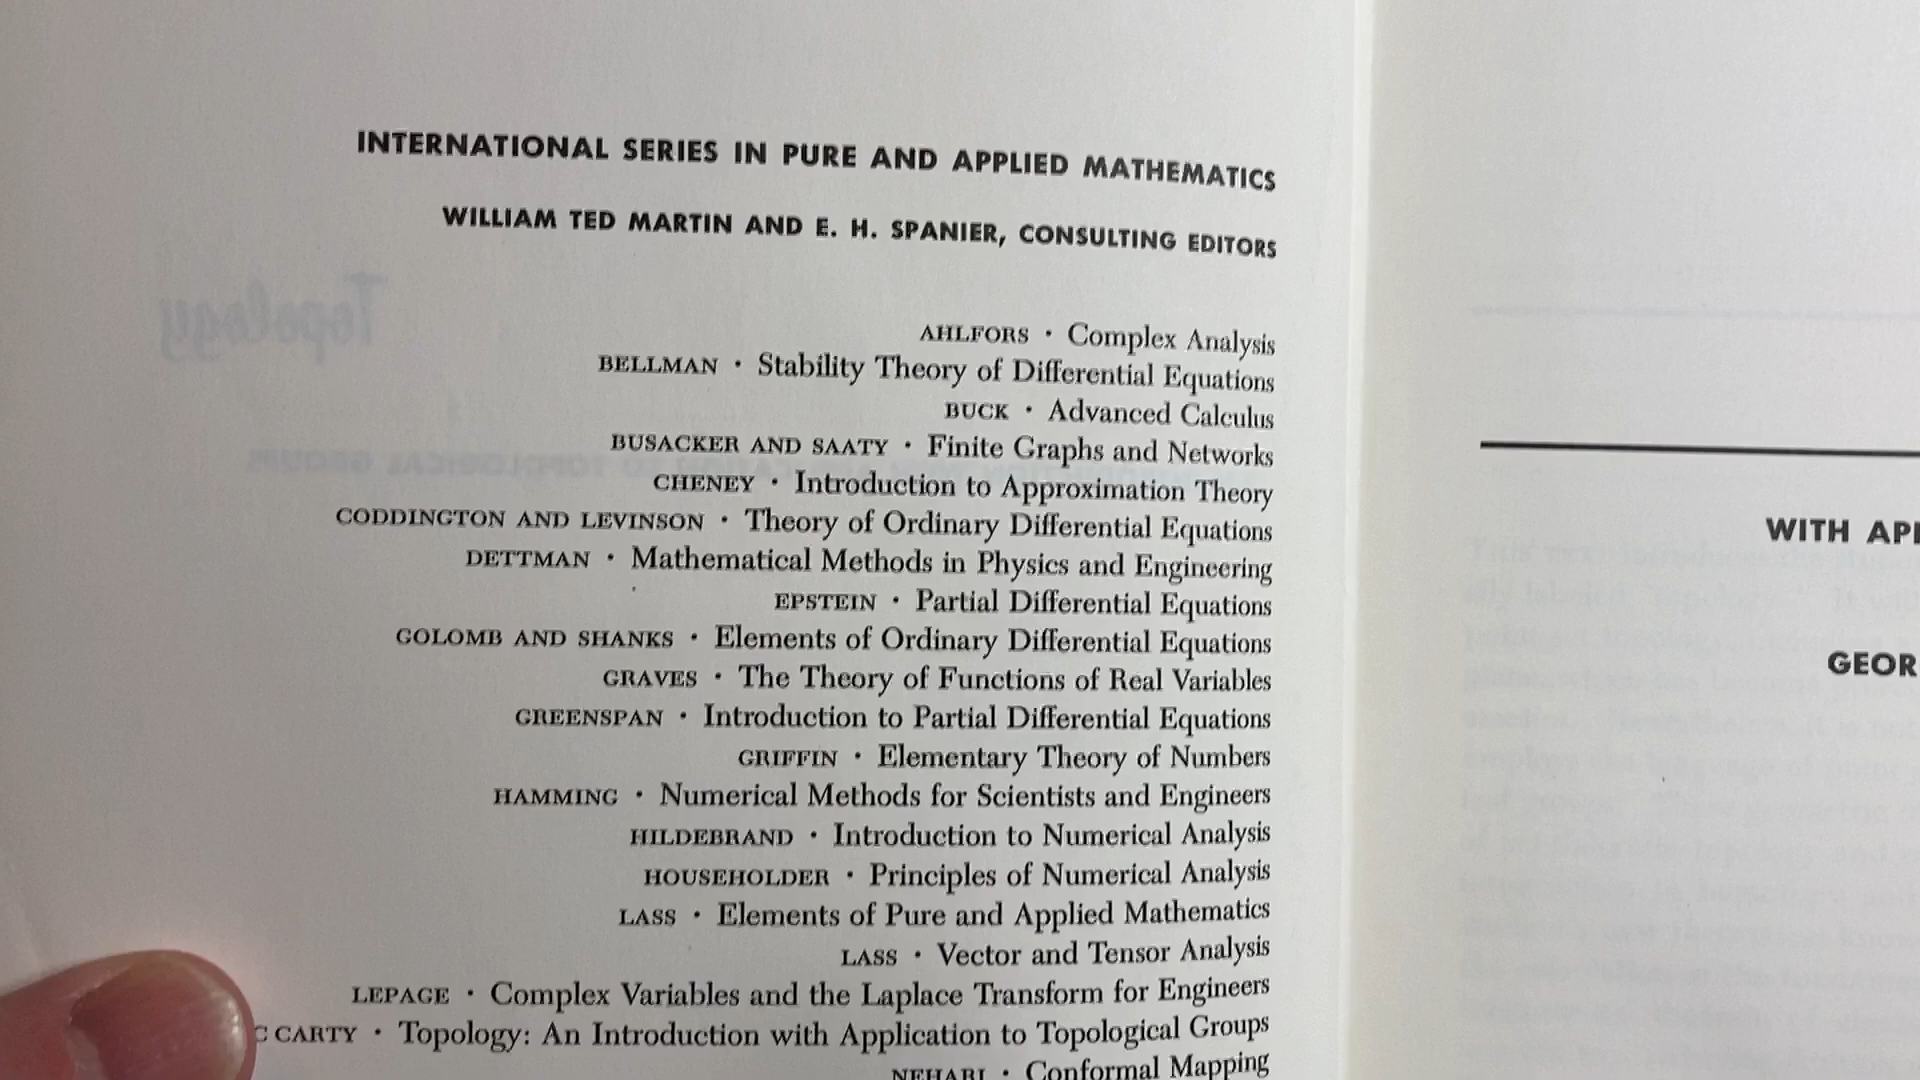 INTERNATIONAL SERIES IN PURE AND APPLIED MATHEMATICS
WILLIAM TED MARTIN AND E. H. SPANIER, CONSULTING EDITORS
AHLFORS · Complex Analysis
BELLMAN · Stability Theory of Differential Equations
BUCK · Advanced Calculus
BUSACKER AND SAATY · Finite Graphs and Networks
CHENEY · Introduction to Approximation Theory
CODDINGTON AND LEVINSON · Theory of Ordinary Differential Equations
DETTMAN · Mathematical Methods in Physics and Engineering
EPSTEIN · Partial Differential Equations
GOLOMB AND SHANKS · Elements of Ordinary Differential Equations
GRAVES · The Theory of Functions of Real Variables
GREENSPAN · Introduction to Partial Differential Equations
GRIFFIN · Elementary Theory of Numbers
HAMMING · Numerical Methods for Scientists and Engineers
HILDEBRAND · Introduction to Numerical Analysis
HOUSEHOLDER · Principles of Numerical Analysis
LASS · Elements of Pure and Applied Mathematics
LASS · Vector and Tensor Analysis
LEPAGE · Complex Variables and the Laplace Transform for Engineers
C CARTY · Topology: An Introduction with Application to Topological Groups
NEHARI · Conformal Mapping
Topology
WITH APP
GEOR